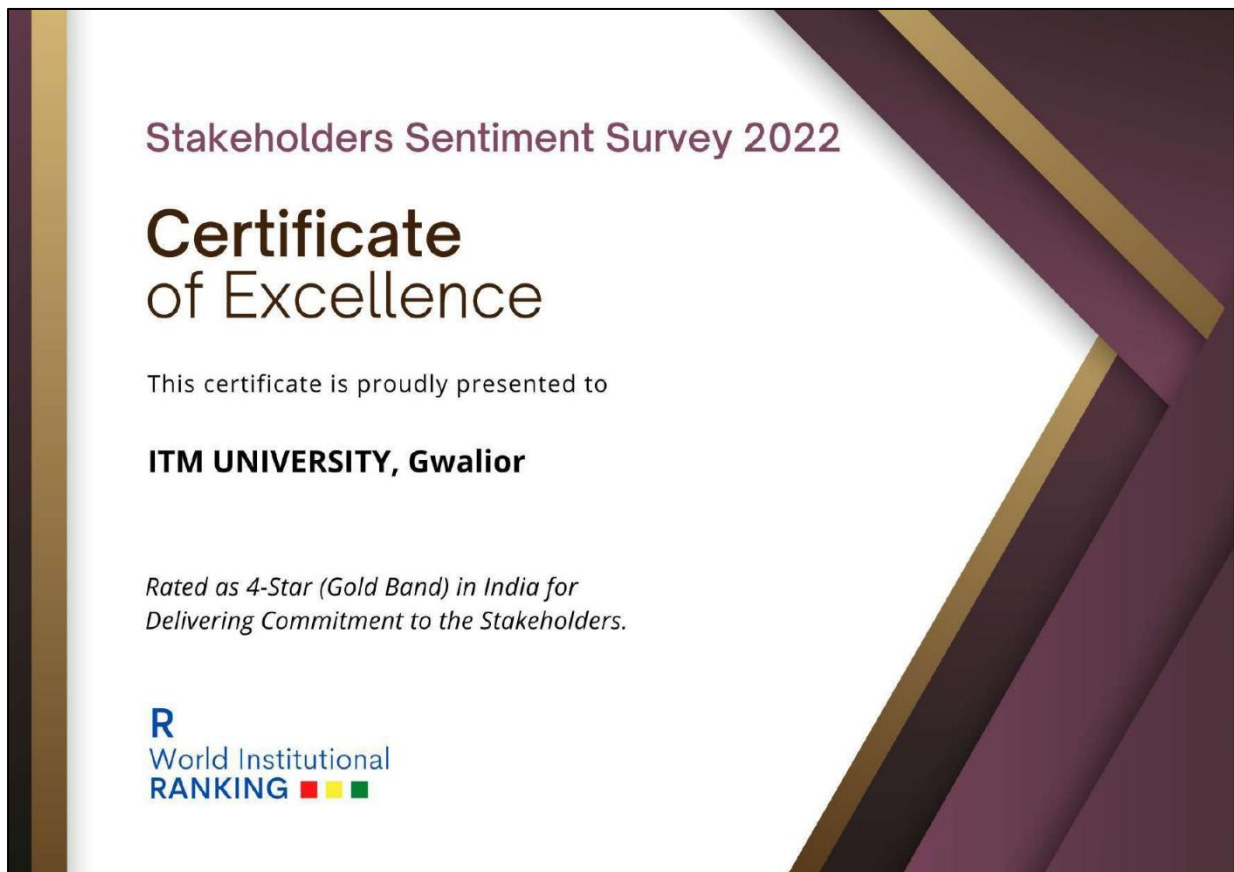 Stakeholders Sentiment Survey 2022
Certificate
of Excellence
This certificate is proudly presented to
ITM UNIVERSITY, Gwalior
Rated as 4-Star (Gold Band) in India for
Delivering Commitment to the Stakeholders.
R
World Institutional
RANKING